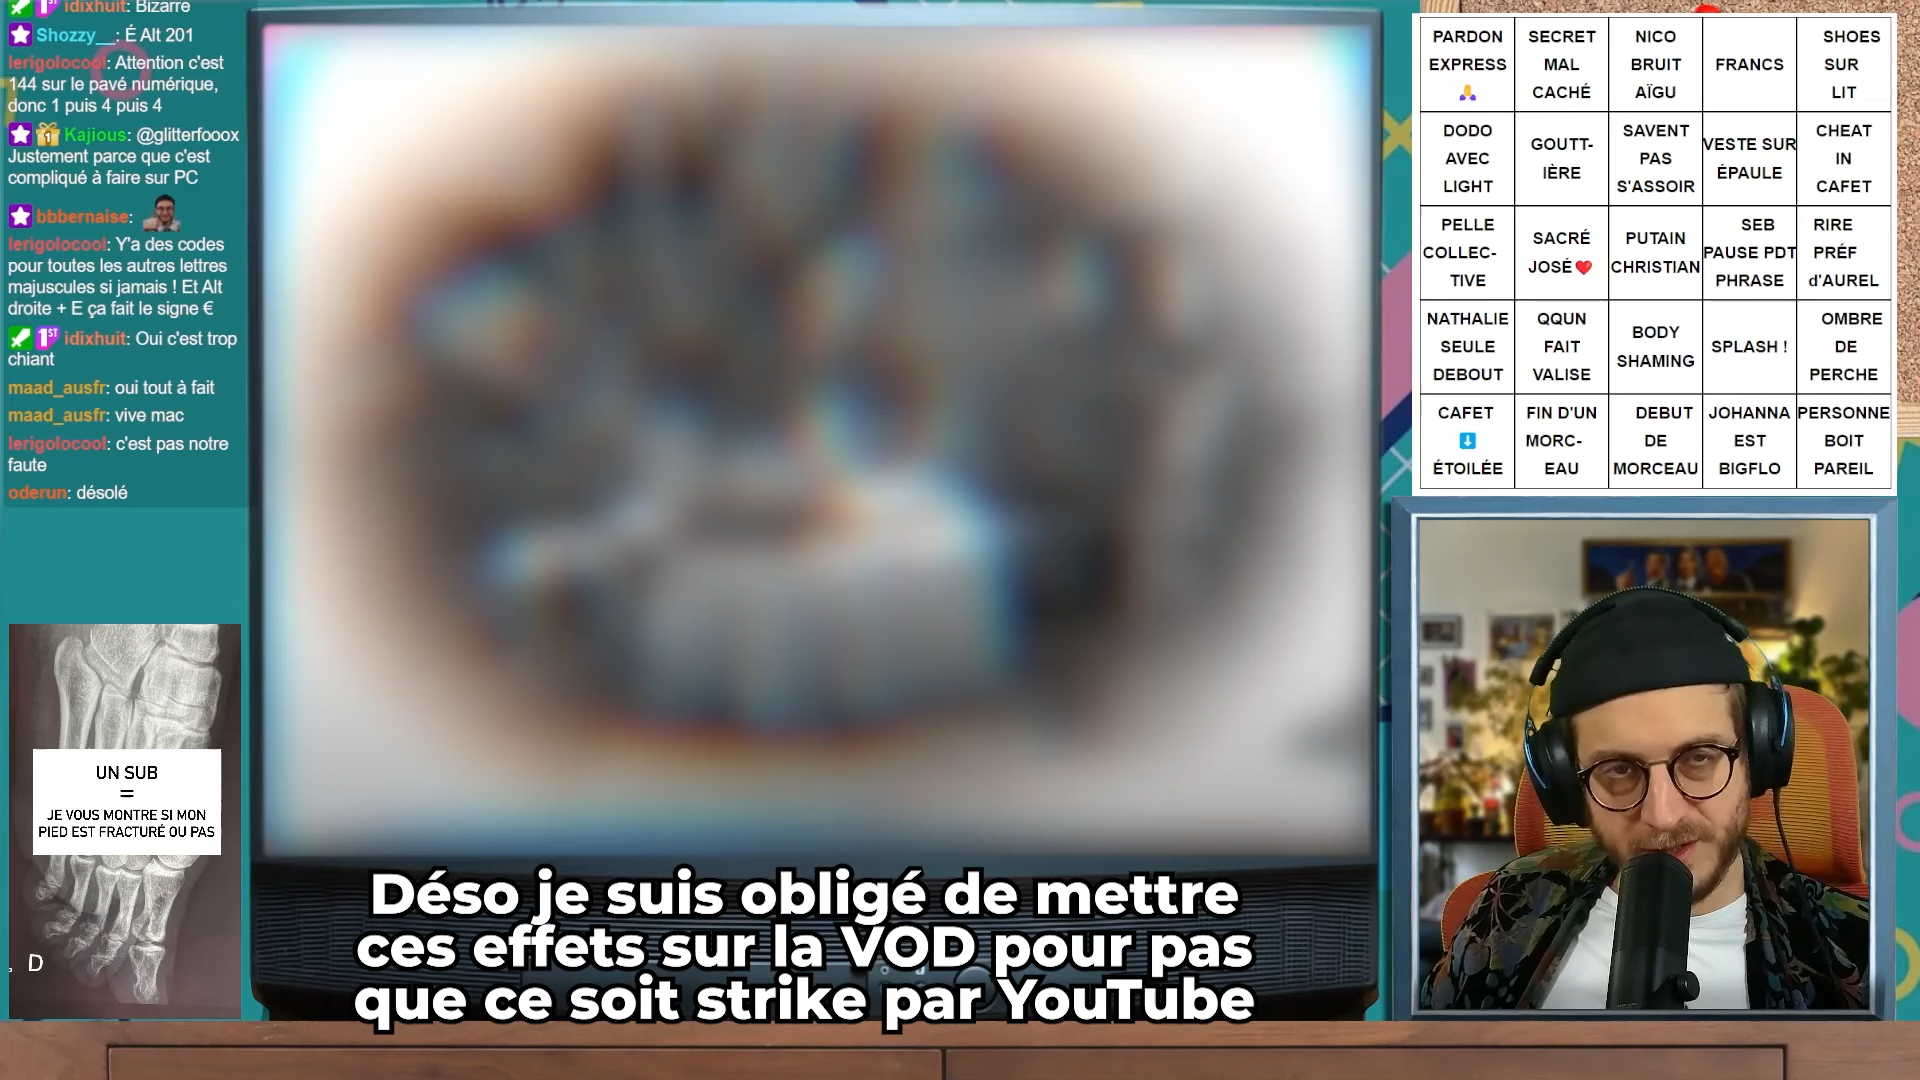 idixhuit: Bizarre
Shozzy__: É Alt 201
lerigolocool: Attention c'est
144 sur le pavé numérique,
donc 1 puis 4 puis 4
Kajious: @glitterfooox
Justement parce que c'est
compliqué à faire sur PC
bbbernaise:
lerigolocool: Y'a des codes
pour toutes les autres lettres
majuscules si jamais ! Et Alt
droite + E ça fait le signe €
1ST idixhuit: Oui c'est trop
chiant
maad_ausfr: oui tout à fait
maad_ausfr: vive mac
lerigolocool: c'est pas notre
faute
oderun: désolé
UN SUB
=
JE VOUS MONTRE SI MON
PIED EST FRACTURÉ OU PAS
. D
Déso je suis obligé de mettre
ces effets sur la VOD pour pas
que ce soit strike par YouTube
PARDON
EXPRESS
🙏
SECRET
MAL
CACHÉ
NICO
BRUIT
AÏGU
FRANCS
SHOES
SUR
LIT
DODO
AVEC
LIGHT
GOUTT-
IÈRE
SAVENT
PAS
S'ASSOIR
VESTE SUR
ÉPAULE
CHEAT
IN
CAFET
PELLE
COLLEC-
TIVE
SACRÉ
JOSÉ❤️
PUTAIN
CHRISTIAN
SEB
PAUSE PDT
PHRASE
RIRE
PRÉF
d'AUREL
NATHALIE
SEULE
DEBOUT
QQUN
FAIT
VALISE
BODY
SHAMING
SPLASH !
OMBRE
DE
PERCHE
CAFET
⬇️
ÉTOILÉE
FIN D'UN
MORC-
EAU
DEBUT
DE
MORCEAU
JOHANNA
EST
BIGFLO
PERSONNE
BOIT
PAREIL